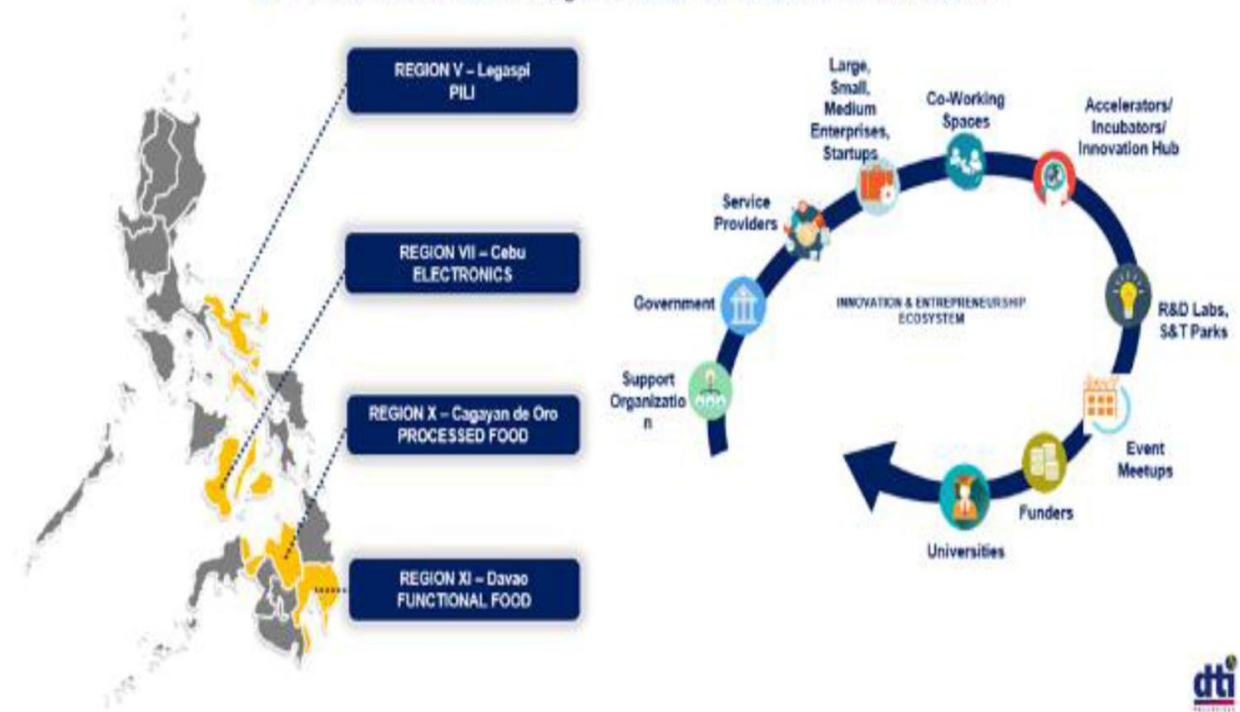 REGION V – Legaspi
PILI
REGION VII – Cebu
ELECTRONICS
REGION X – Cagayan de Oro
PROCESSED FOOD
REGION XI – Davao
FUNCTIONAL FOOD
Support
Organizatio
n
Government
Service
Providers
Large,
Small,
Medium
Enterprises,
Startups
Co-Working
Spaces
Accelerators/
Incubators/
Innovation Hub
R&D Labs,
S&T Parks
Event
Meetups
Funders
Universities
INNOVATION & ENTREPRENEURSHIP
ECOSYSTEM
dti
PHILIPPINES